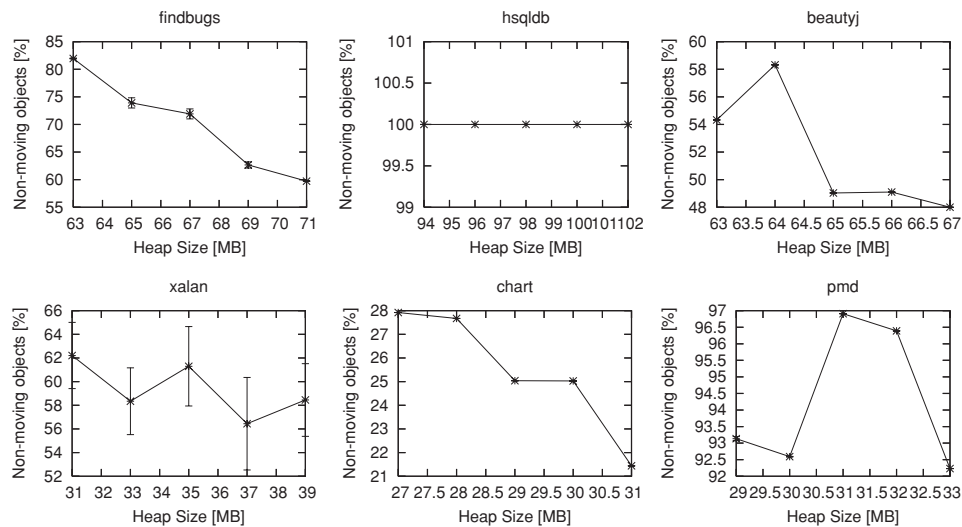 findbugs
Non-moving objects [%]
85
80
75
70
65
60
55
63 64 65 66 67 68 69 70 71
Heap Size [MB]
hsqldb
Non-moving objects [%]
101
100.5
100
99.5
99
94 95 96 97 98 99 100 101 102
Heap Size [MB]
beautyj
Non-moving objects [%]
60
58
56
54
52
50
48
63 63.5 64 64.5 65 65.5 66 66.5 67
Heap Size [MB]
xalan
Non-moving objects [%]
66
64
62
60
58
56
54
52
31 32 33 34 35 36 37 38 39
Heap Size [MB]
chart
Non-moving objects [%]
28
27
26
25
24
23
22
21
27 27.5 28 28.5 29 29.5 30 30.5 31
Heap Size [MB]
pmd
Non-moving objects [%]
97
96.5
96
95.5
95
94.5
94
93.5
93
92.5
92
29 29.5 30 30.5 31 31.5 32 32.5 33
Heap Size [MB]